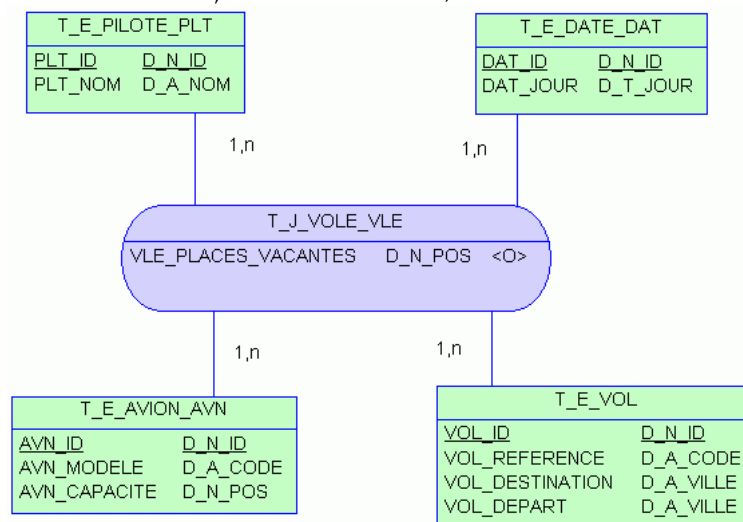 T_E_PILOTE_PLT
PLT_ID D_N_ID
PLT_NOM D_A_NOM
T_E_DATE_DAT
DAT_ID D_N_ID
DAT_JOUR D_T_JOUR
1,n
1,n
T_J_VOLE_VLE
VLE_PLACES_VACANTES D_N_POS <O>
1,n
1,n
T_E_AVION_AVN
AVN_ID D_N_ID
AVN_MODELE D_A_CODE
AVN_CAPACITE D_N_POS
T_E_VOL
VOL_ID D_N_ID
VOL_REFERENCE D_A_CODE
VOL_DESTINATION D_A_VILLE
VOL_DEPART D_A_VILLE